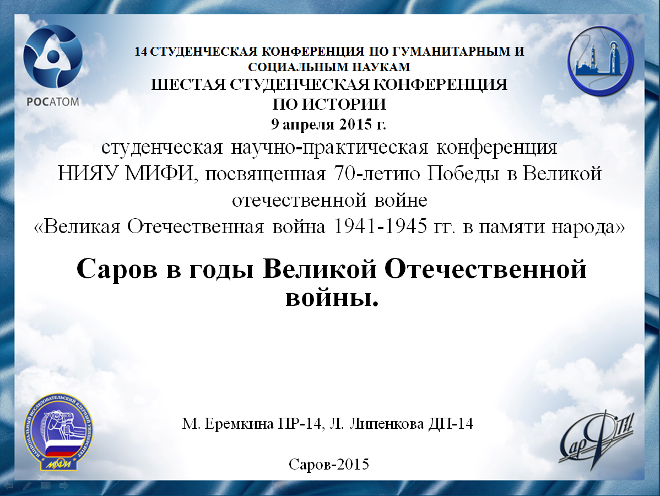 14 СТУДЕНЧЕСКАЯ КОНФЕРЕНЦИЯ ПО ГУМАНИТАРНЫМ И
СОЦИАЛЬНЫМ НАУКАМ
ШЕСТАЯ СТУДЕНЧЕСКАЯ КОНФЕРЕНЦИЯ
ПО ИСТОРИИ
9 апреля 2015 г.
РОСАТОМ
студенческая научно-практическая конференция
НИЯУ МИФИ, посвященная 70-летию Победы в Великой
отечественной войне
«Великая Отечественная война 1941-1945 гг. в памяти народа»
Саров в годы Великой Отечественной
войны.
М. Еремкина ПР-14, Л. Липенкова ДП-14
Саров-2015
МИФИ
СарФТИ